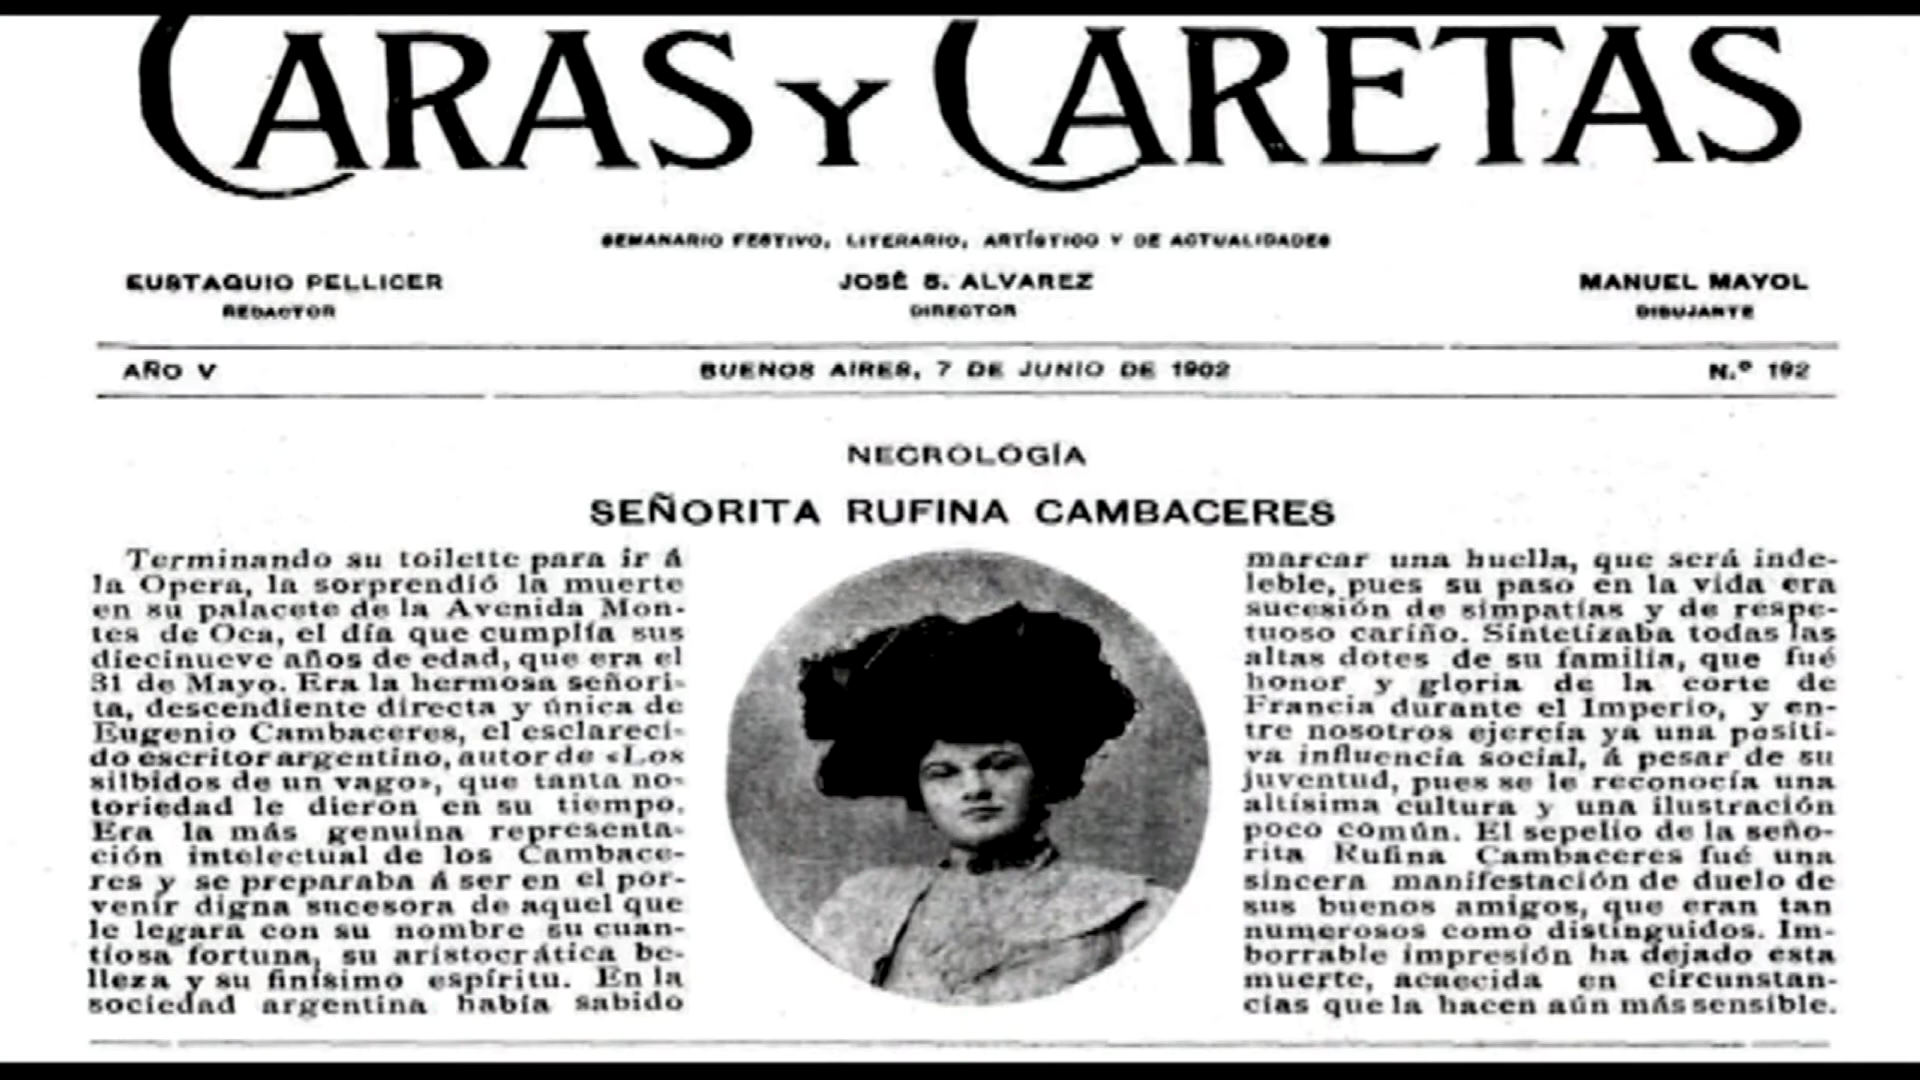 CARAS Y CARETAS
SEMANARIO FESTIVO, LITERARIO, ARTÍSTICO Y DE ACTUALIDADES
EUSTAQUIO PELLICER
REDACTOR
JOSÉ S. ALVAREZ
DIRECTOR
MANUEL MAYOL
DIBUJANTE
AÑO V
BUENOS AIRES, 7 DE JUNIO DE 1902
N.º 192
NECROLOGÍA
SEÑORITA RUFINA CAMBACERES
Terminando su toilette para ir á
la Opera, la sorprendió la muerte
en su palacete de la Avenida Mon-
tes de Oca, el día que cumplía sus
diecinueve años de edad, que era el
31 de Mayo. Era la hermosa señori-
ta, descendiente directa y única de
Eugenio Cambaceres, el esclareci-
do escritor argentino, autor de «Los
silbidos de un vago», que tanta no-
toriedad le dieron en su tiempo.
Era la más genuina representa-
ción intelectual de los Cambace-
res y se preparaba á ser en el por-
venir digna sucesora de aquel que
le legara con su nombre su cuan-
tiosa fortuna, su aristocrática be-
lleza y su finísimo espíritu. En la
sociedad argentina había sabido
marcar una huella, que será inde-
leble, pues su paso en la vida era
sucesión de simpatías y de respe-
tuoso cariño. Sintetizaba todas las
altas dotes de su familia, que fué
honor y gloria de la corte de
Francia durante el Imperio, y en-
tre nosotros ejercía ya una positi-
va influencia social, á pesar de su
juventud, pues se le reconocía una
altísima cultura y una ilustración
poco común. El sepelio de la seño-
rita Rufina Cambaceres fué una
sincera manifestación de duelo de
sus buenos amigos, que eran tan
numerosos como distinguidos. Im-
borrable impresión ha dejado esta
muerte, acaecida en circunstan-
cias que la hacen aún más sensible.